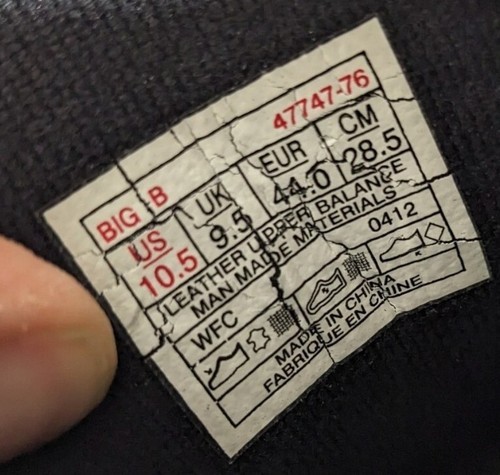 BIG B 47747-76
US UK EUR CM
10.5 9.5 44.0 28.5
LEATHER UPPER BALANCE
MAN MADE MATERIALS
WFC 0412
MADE IN CHINA
FABRIQUE EN CHINE